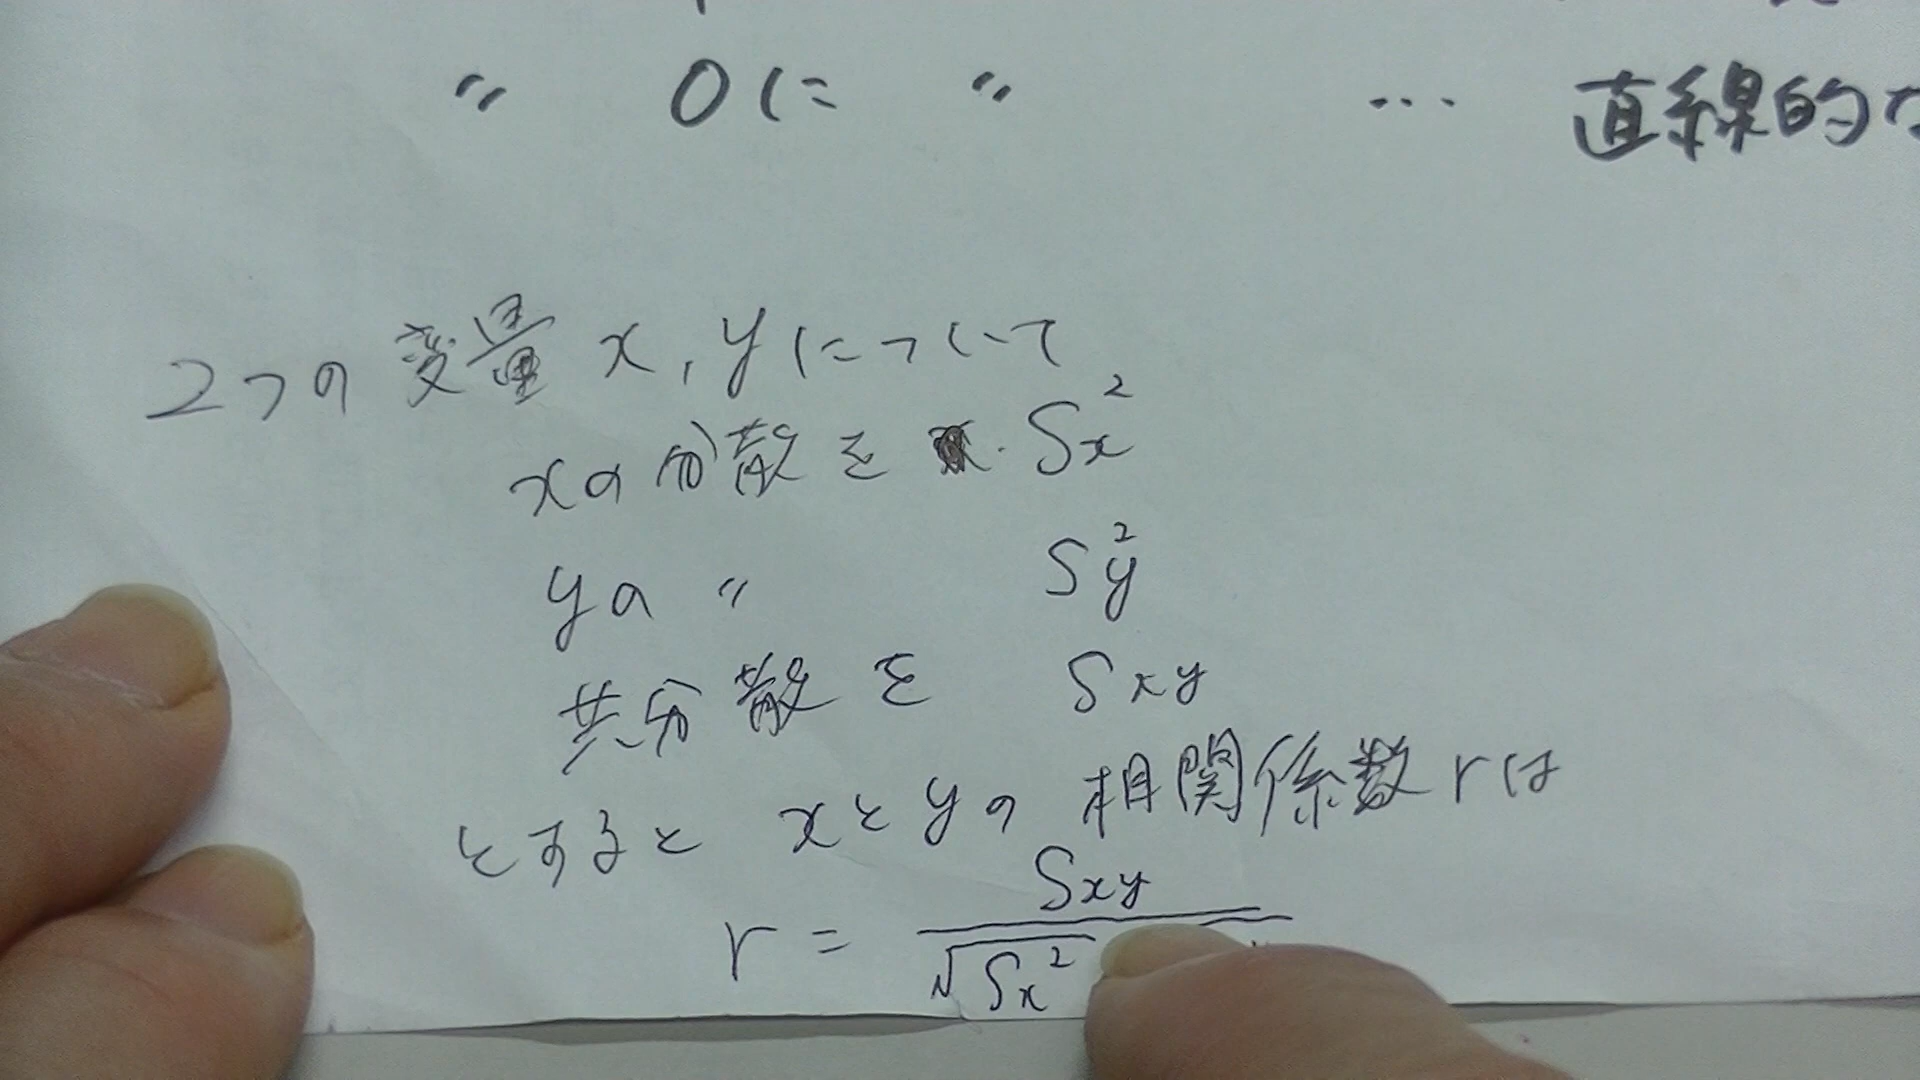 〃 0に 〃 … 直線的な
2つの変量 x, yについて
xの分散を Sx²
yの 〃 Sy²
共分散を Sxy
とすると xとyの 相関係数 rは
Sxy
r = √Sx²